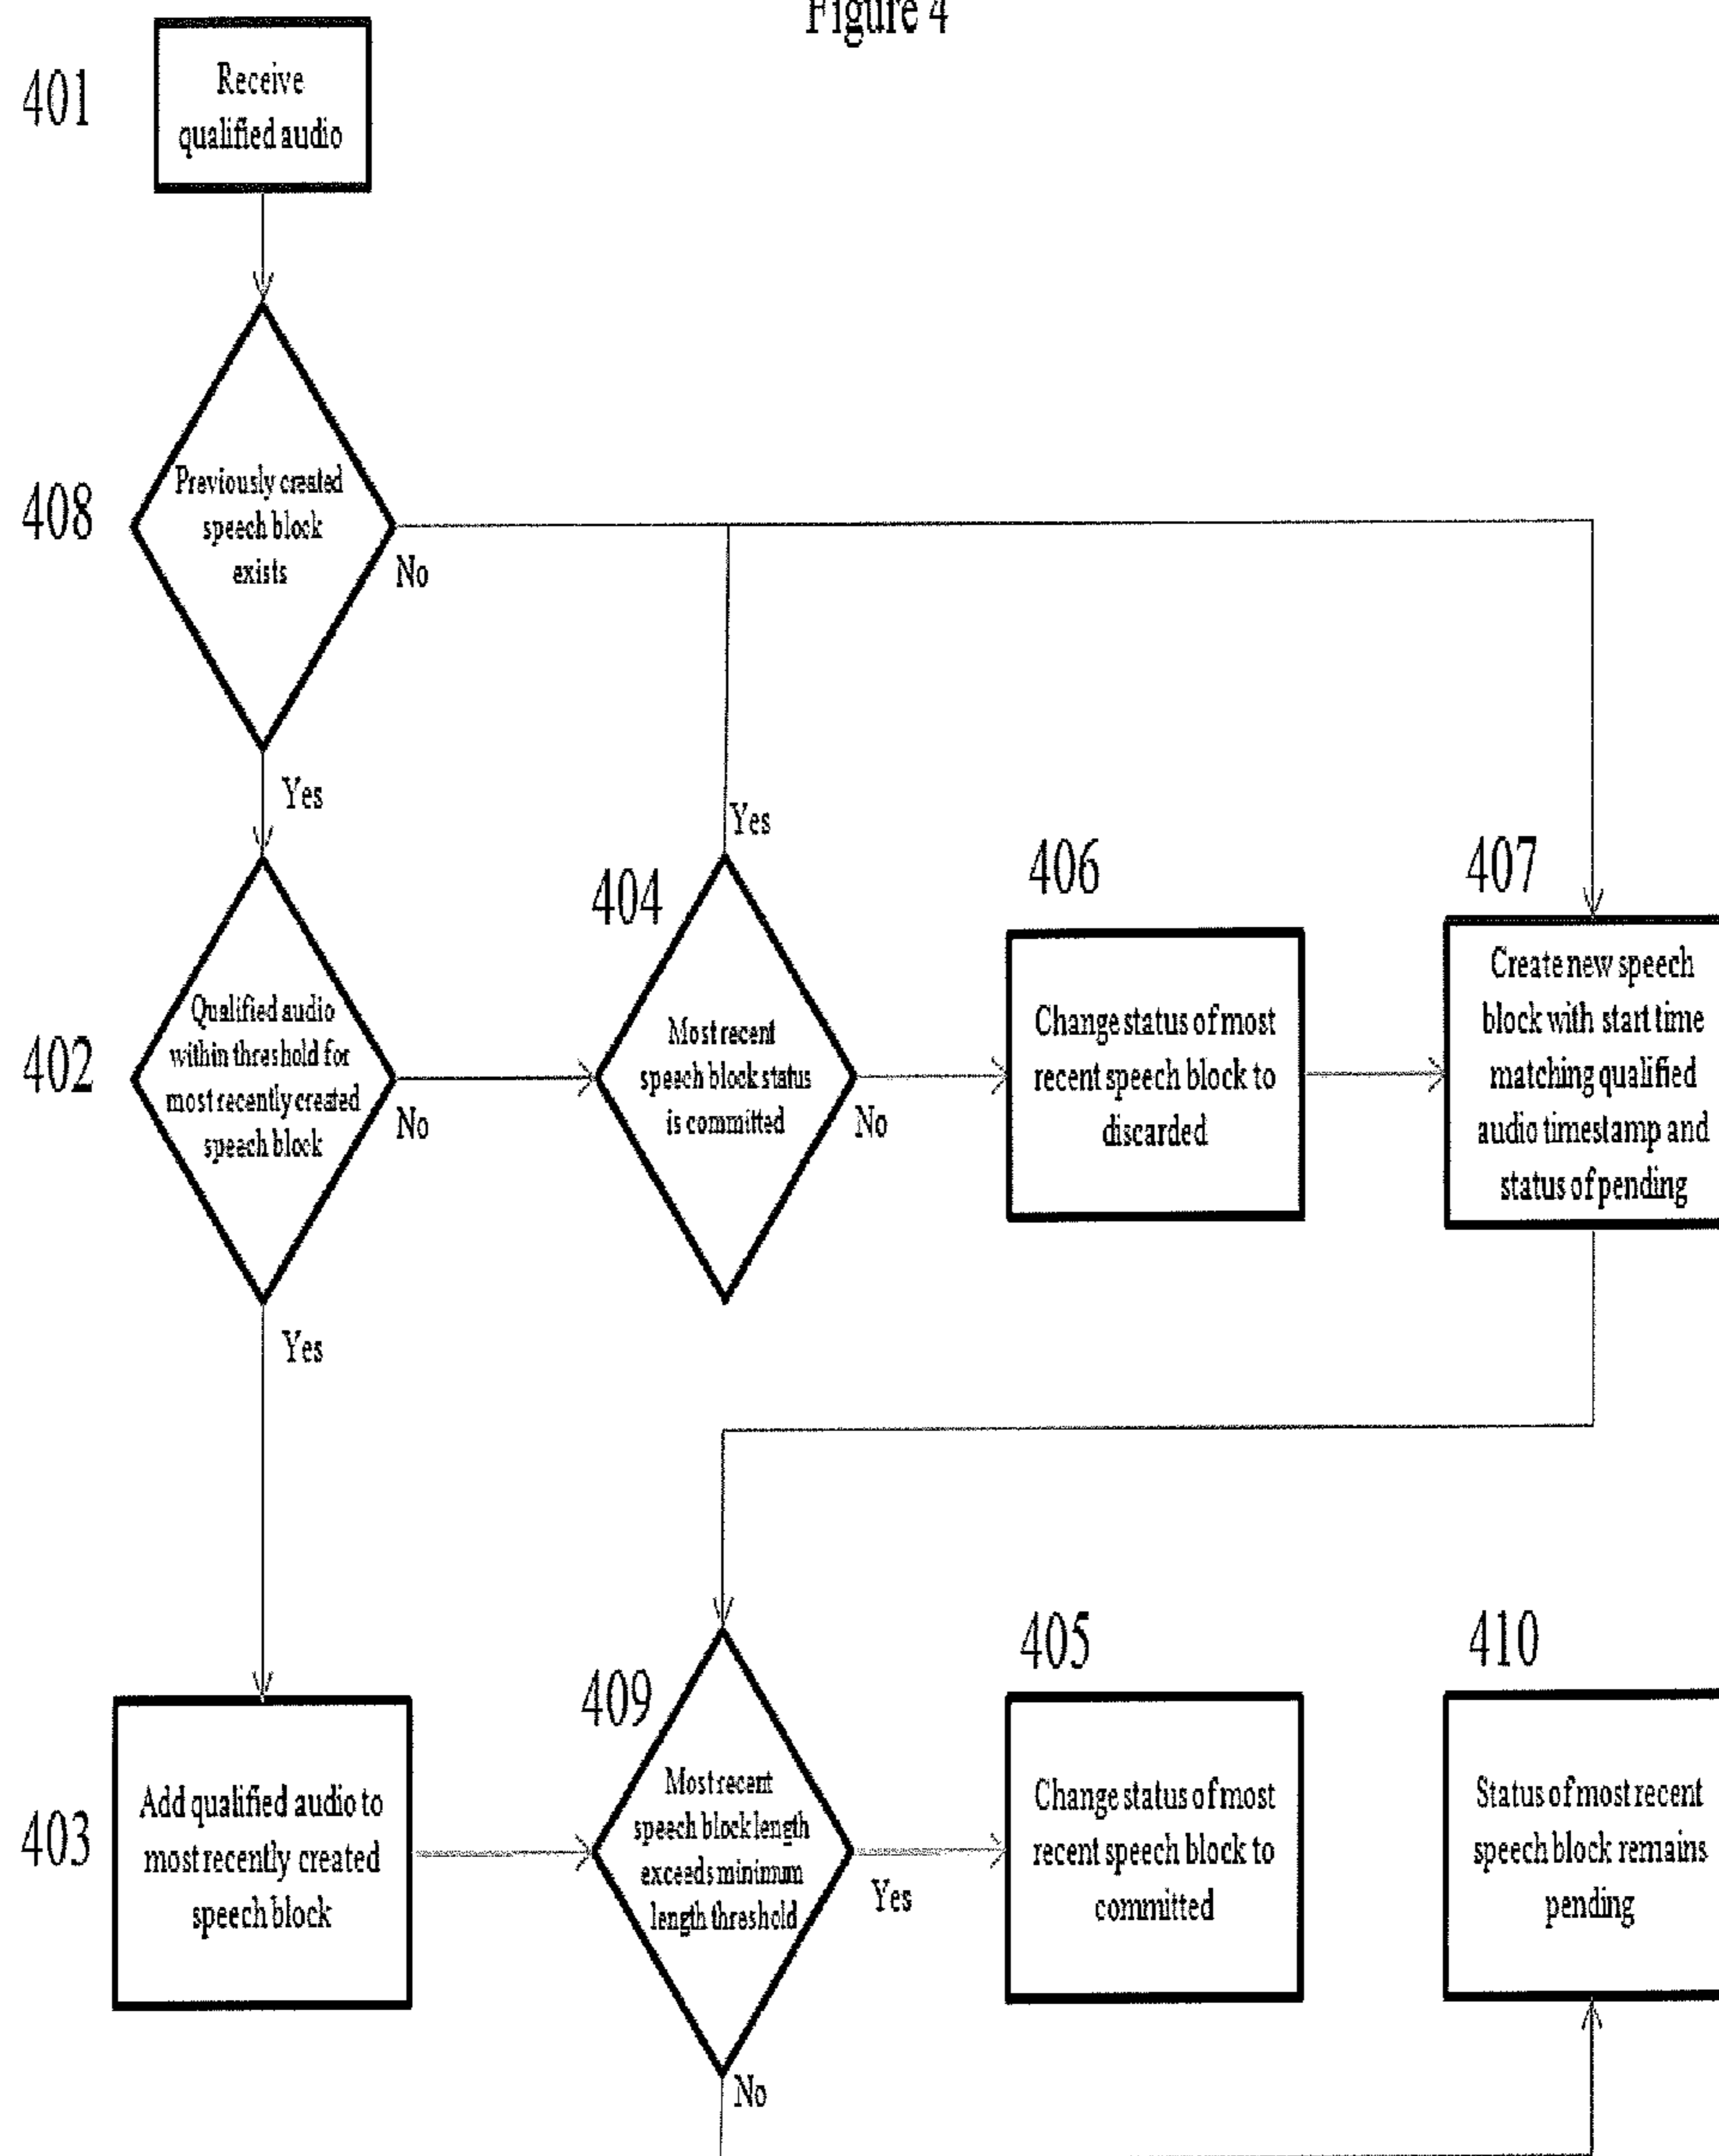 Figure 4
401
Receive
qualified audio
408
Previously created
speech block
exists
No
Yes
402
Qualified audio
within threshold for
most recently created
speech block
No
Yes
404
Yes
Most recent
speech block status
is committed
No
406
Change status of most
recent speech block to
discarded
407
Create new speech
block with start time
matching qualified
audio timestamp and
status of pending
403
Add qualified audio to
most recently created
speech block
409
Most recent
speech block length
exceeds minimum
length threshold
Yes
No
405
Change status of most
recent speech block to
committed
410
Status of most recent
speech block remains
pending